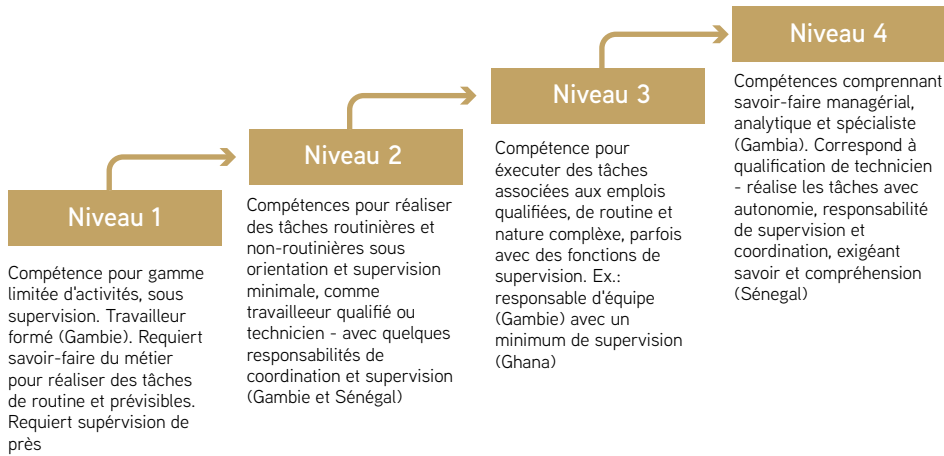 Niveau 1
Compétence pour gamme
limitée d'activités, sous
supervision. Travailleur
formé (Gambie). Requiert
savoir-faire du métier
pour réaliser des tâches
de routine et prévisibles.
Requiert supérvision de
près
Niveau 2
Compétences pour réaliser
des tâches routinières et
non-routinières sous
orientation et supervision
minimale, comme
travailleeur qualifié ou
technicien - avec quelques
responsabilités de
coordination et supervision
(Gambie et Sénégal)
Niveau 3
Compétence pour
éxecuter des tâches
associées aux emplois
qualifiées, de routine et
nature complèxe, parfois
avec des fonctions de
supervision. Ex.:
responsable d'équipe
(Gambie) avec un
minimum de supervision
(Ghana)
Niveau 4
Compétences comprennant
savoir-faire managérial,
analytique et spécialiste
(Gambia). Correspond à
qualification de technicien
- réalise les tâches avec
autonomie, responsabilité
de supervision et
coordination, exigéant
savoir et compréhension
(Sénegal)